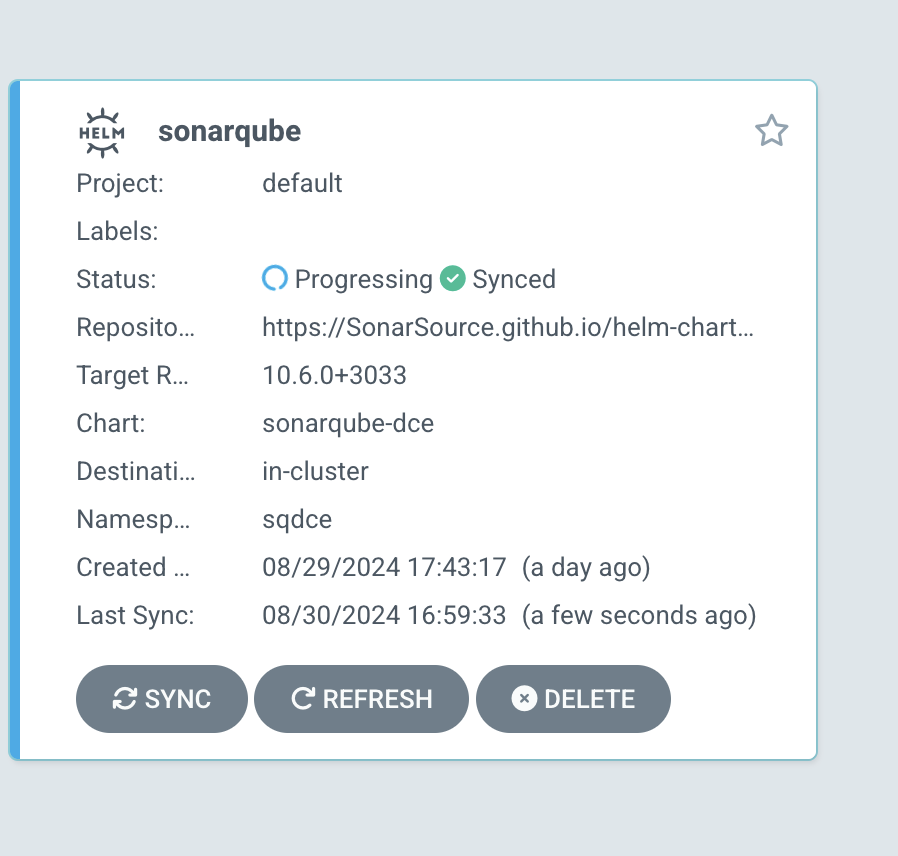 HELM sonarqube
Project: default
Labels:
Status: Progressing Synced
Reposito... https://SonarSource.github.io/helm-chart...
Target R... 10.6.0+3033
Chart: sonarqube-dce
Destinati... in-cluster
Namesp... sqdce
Created ... 08/29/2024 17:43:17 (a day ago)
Last Sync: 08/30/2024 16:59:33 (a few seconds ago)
SYNC REFRESH DELETE